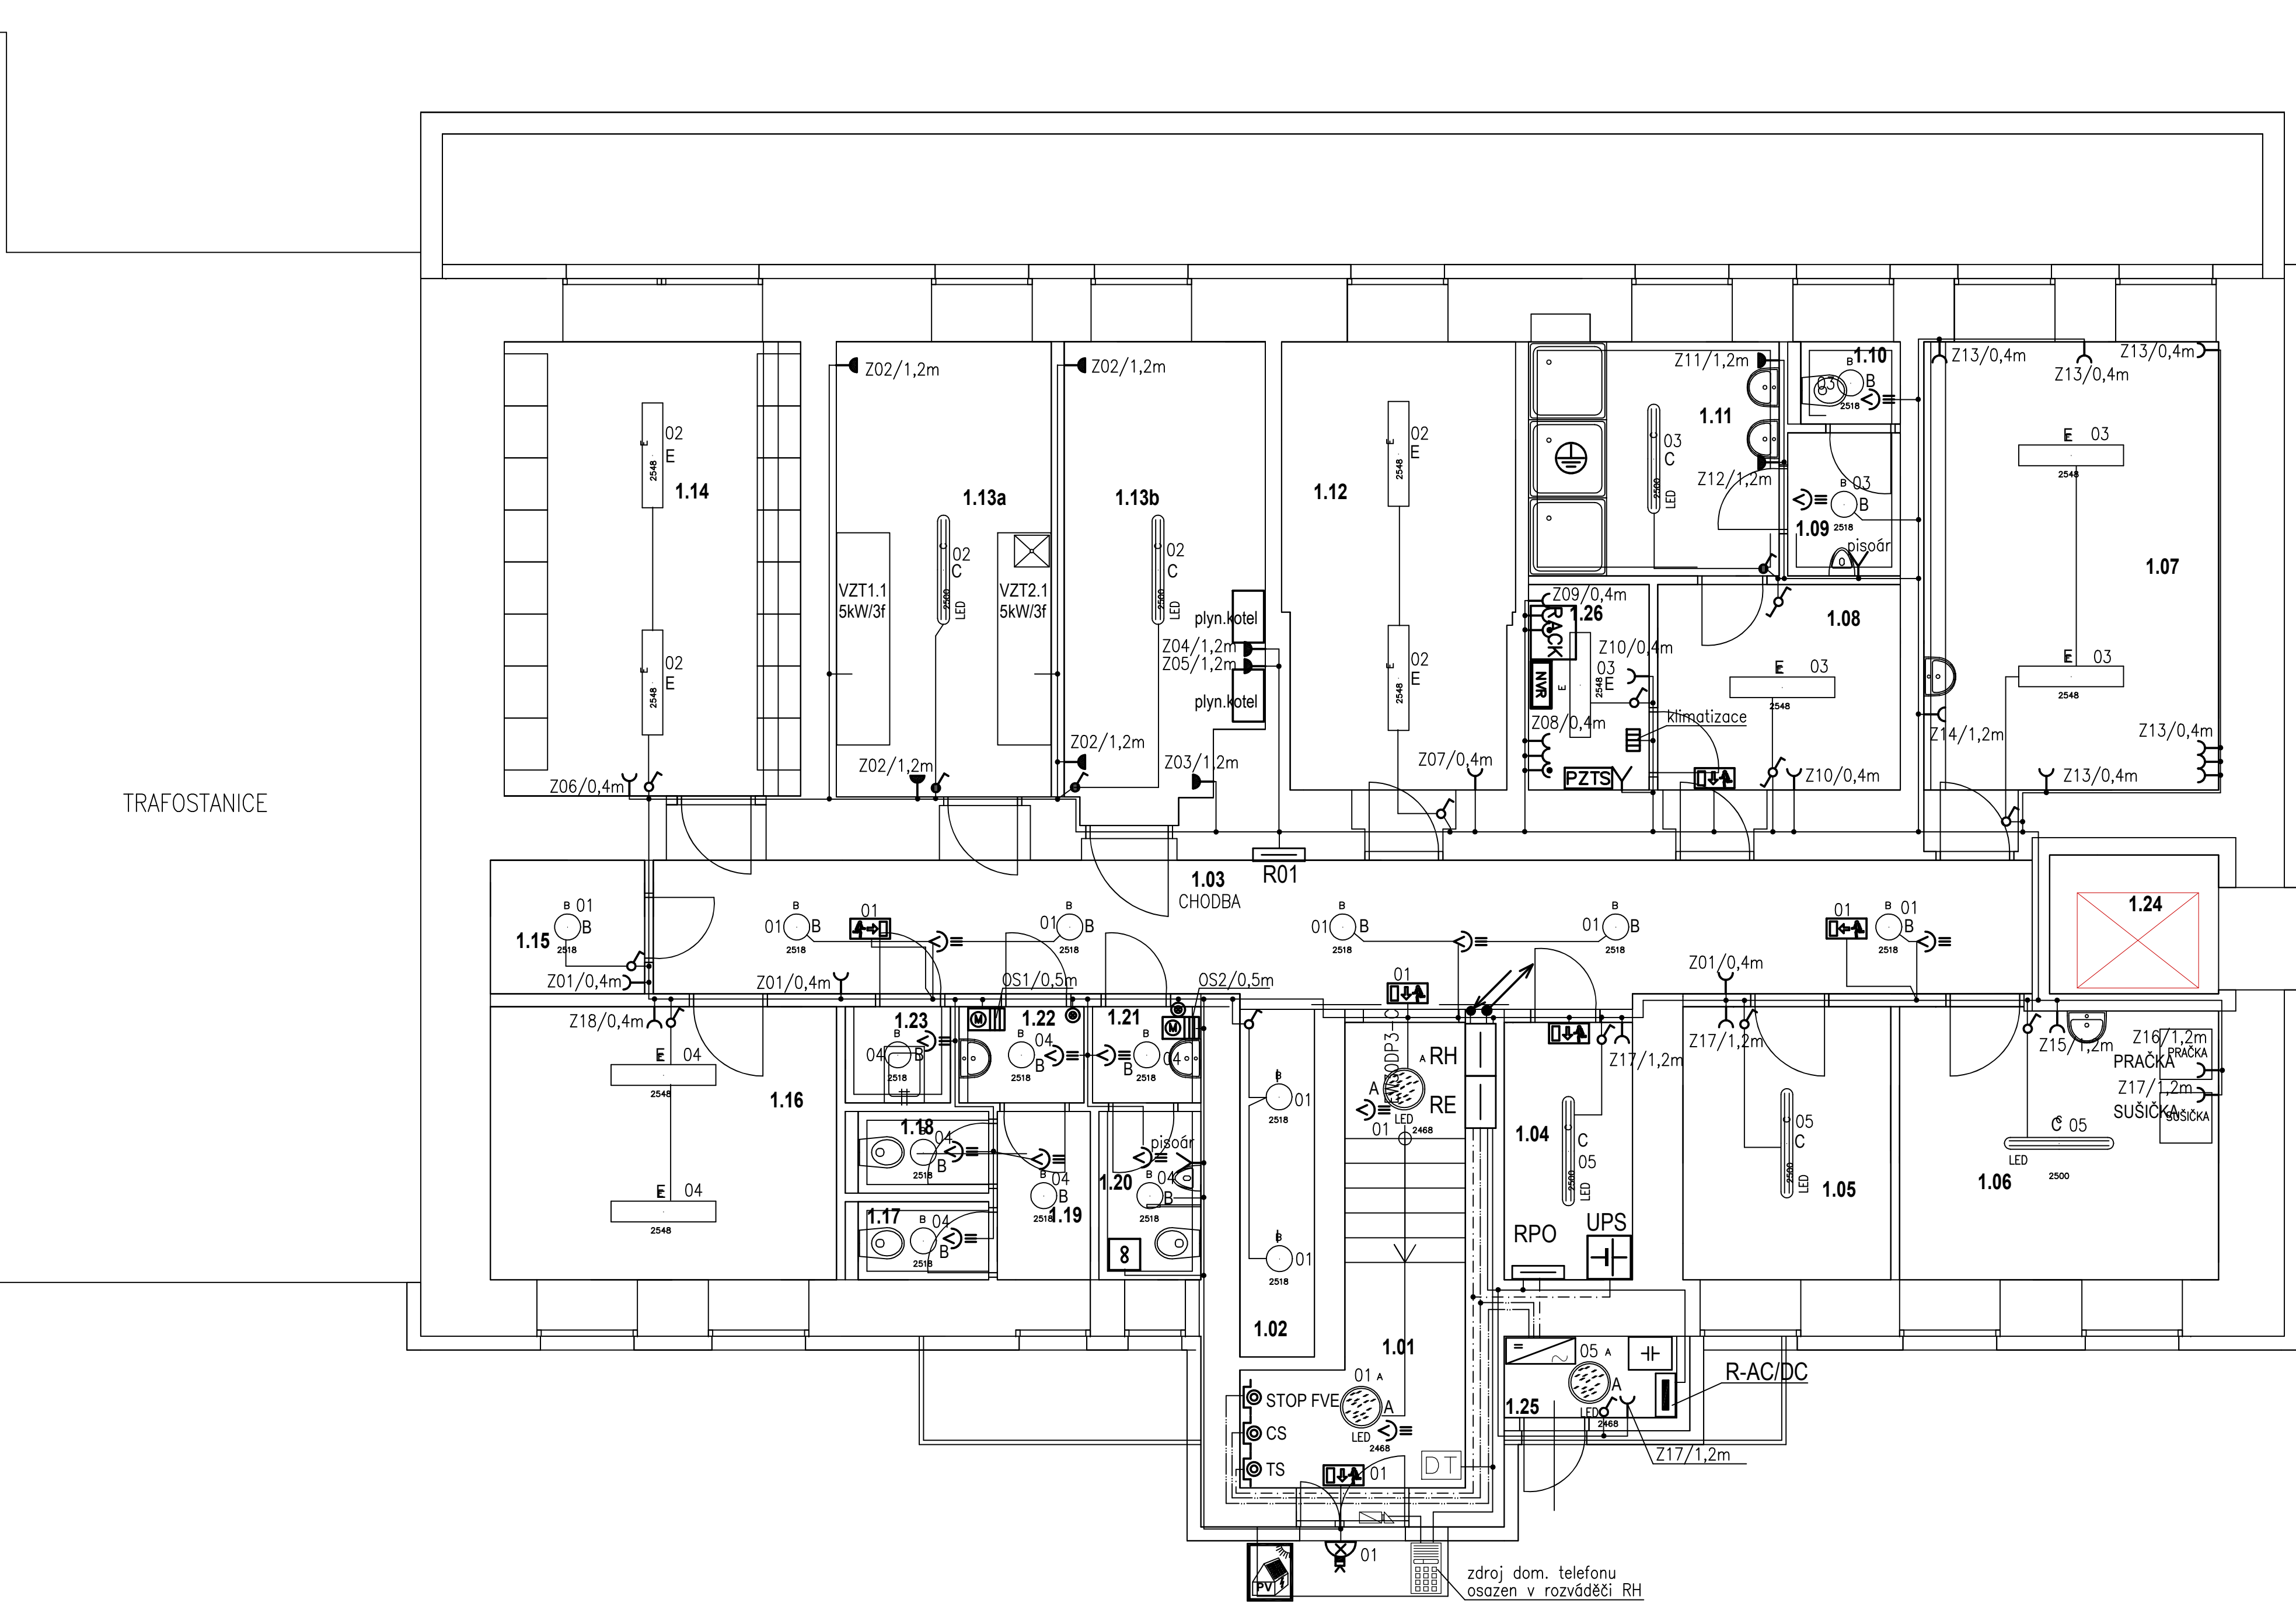 TRAFOSTANICE
02
E
E
2548
1.14
02
E
E
2548
Z06/0,4m
Z02/1,2m
1.13a
02
C
C
2500
LED
VZT1.1
5kW/3f
VZT2.1
5kW/3f
Z02/1,2m
Z02/1,2m
1.13b
02
C
C
2500
LED
plyn.kotel
Z04/1,2m
Z05/1,2m
plyn.kotel
Z02/1,2m
Z03/1,2m
1.12
02
E
E
2548
02
E
E
2548
Z07/0,4m
Z11/1,2m
1.11
03
C
C
2500
LED
Z12/1,2m
1.10
B
03
B
2518
B
03
B
2518
1.09
pisoár
Z09/0,4m
1.26
RACK
NVR
Z10/0,4m
03
E
E
2548
Z08/0,4m
klimatizace
PZTS
1.08
E
03
2548
Z10/0,4m
Z13/0,4m
Z13/0,4m
Z13/0,4m
E
03
2548
1.07
E
03
2548
Z14/1,2m
Z13/0,4m
Z13/0,4m
R01
1.03
CHODBA
1.24
B
01
B
2518
1.15
Z01/0,4m
B
01
B
2518
01
B
01
B
2518
B
01
B
2518
B
01
B
2518
01
B
01
B
2518
Z01/0,4m
Z01/0,4m
OS1/0,5m
OS2/0,5m
01
Z18/0,4m
E
04
2548
1.16
E
04
2548
1.23
B
04
B
2518
M
1.22
B
04
B
2518
1.21
M
B
04
B
2518
1.18
B
04
B
2518
1.17
B
04
B
2518
B
04
B
2518
1.19
pisoár
1.20
B
04
B
2518
8
B
01
2518
B
01
2518
1.02
RH
RE
A
A
LED
2468
01
1.01
01
A
A
LED
2468
STOP FVE
CS
TS
01
DT
01
PV
zdroj dom. telefonu
osazen v rozváděči RH
Z17/1,2m
1.04
C
C
05
2500
LED
RPO
UPS
05
A
A
LED
2468
1.25
R-AC/DC
Z17/1,2m
Z17/1,2m
C
05
C
2500
LED
1.05
Z15/1,2m
Z16/1,2m
PRAČKA
PRAČKA
Z17/1,2m
SUŠIČKA
SUŠIČKA
C
05
LED
2500
1.06